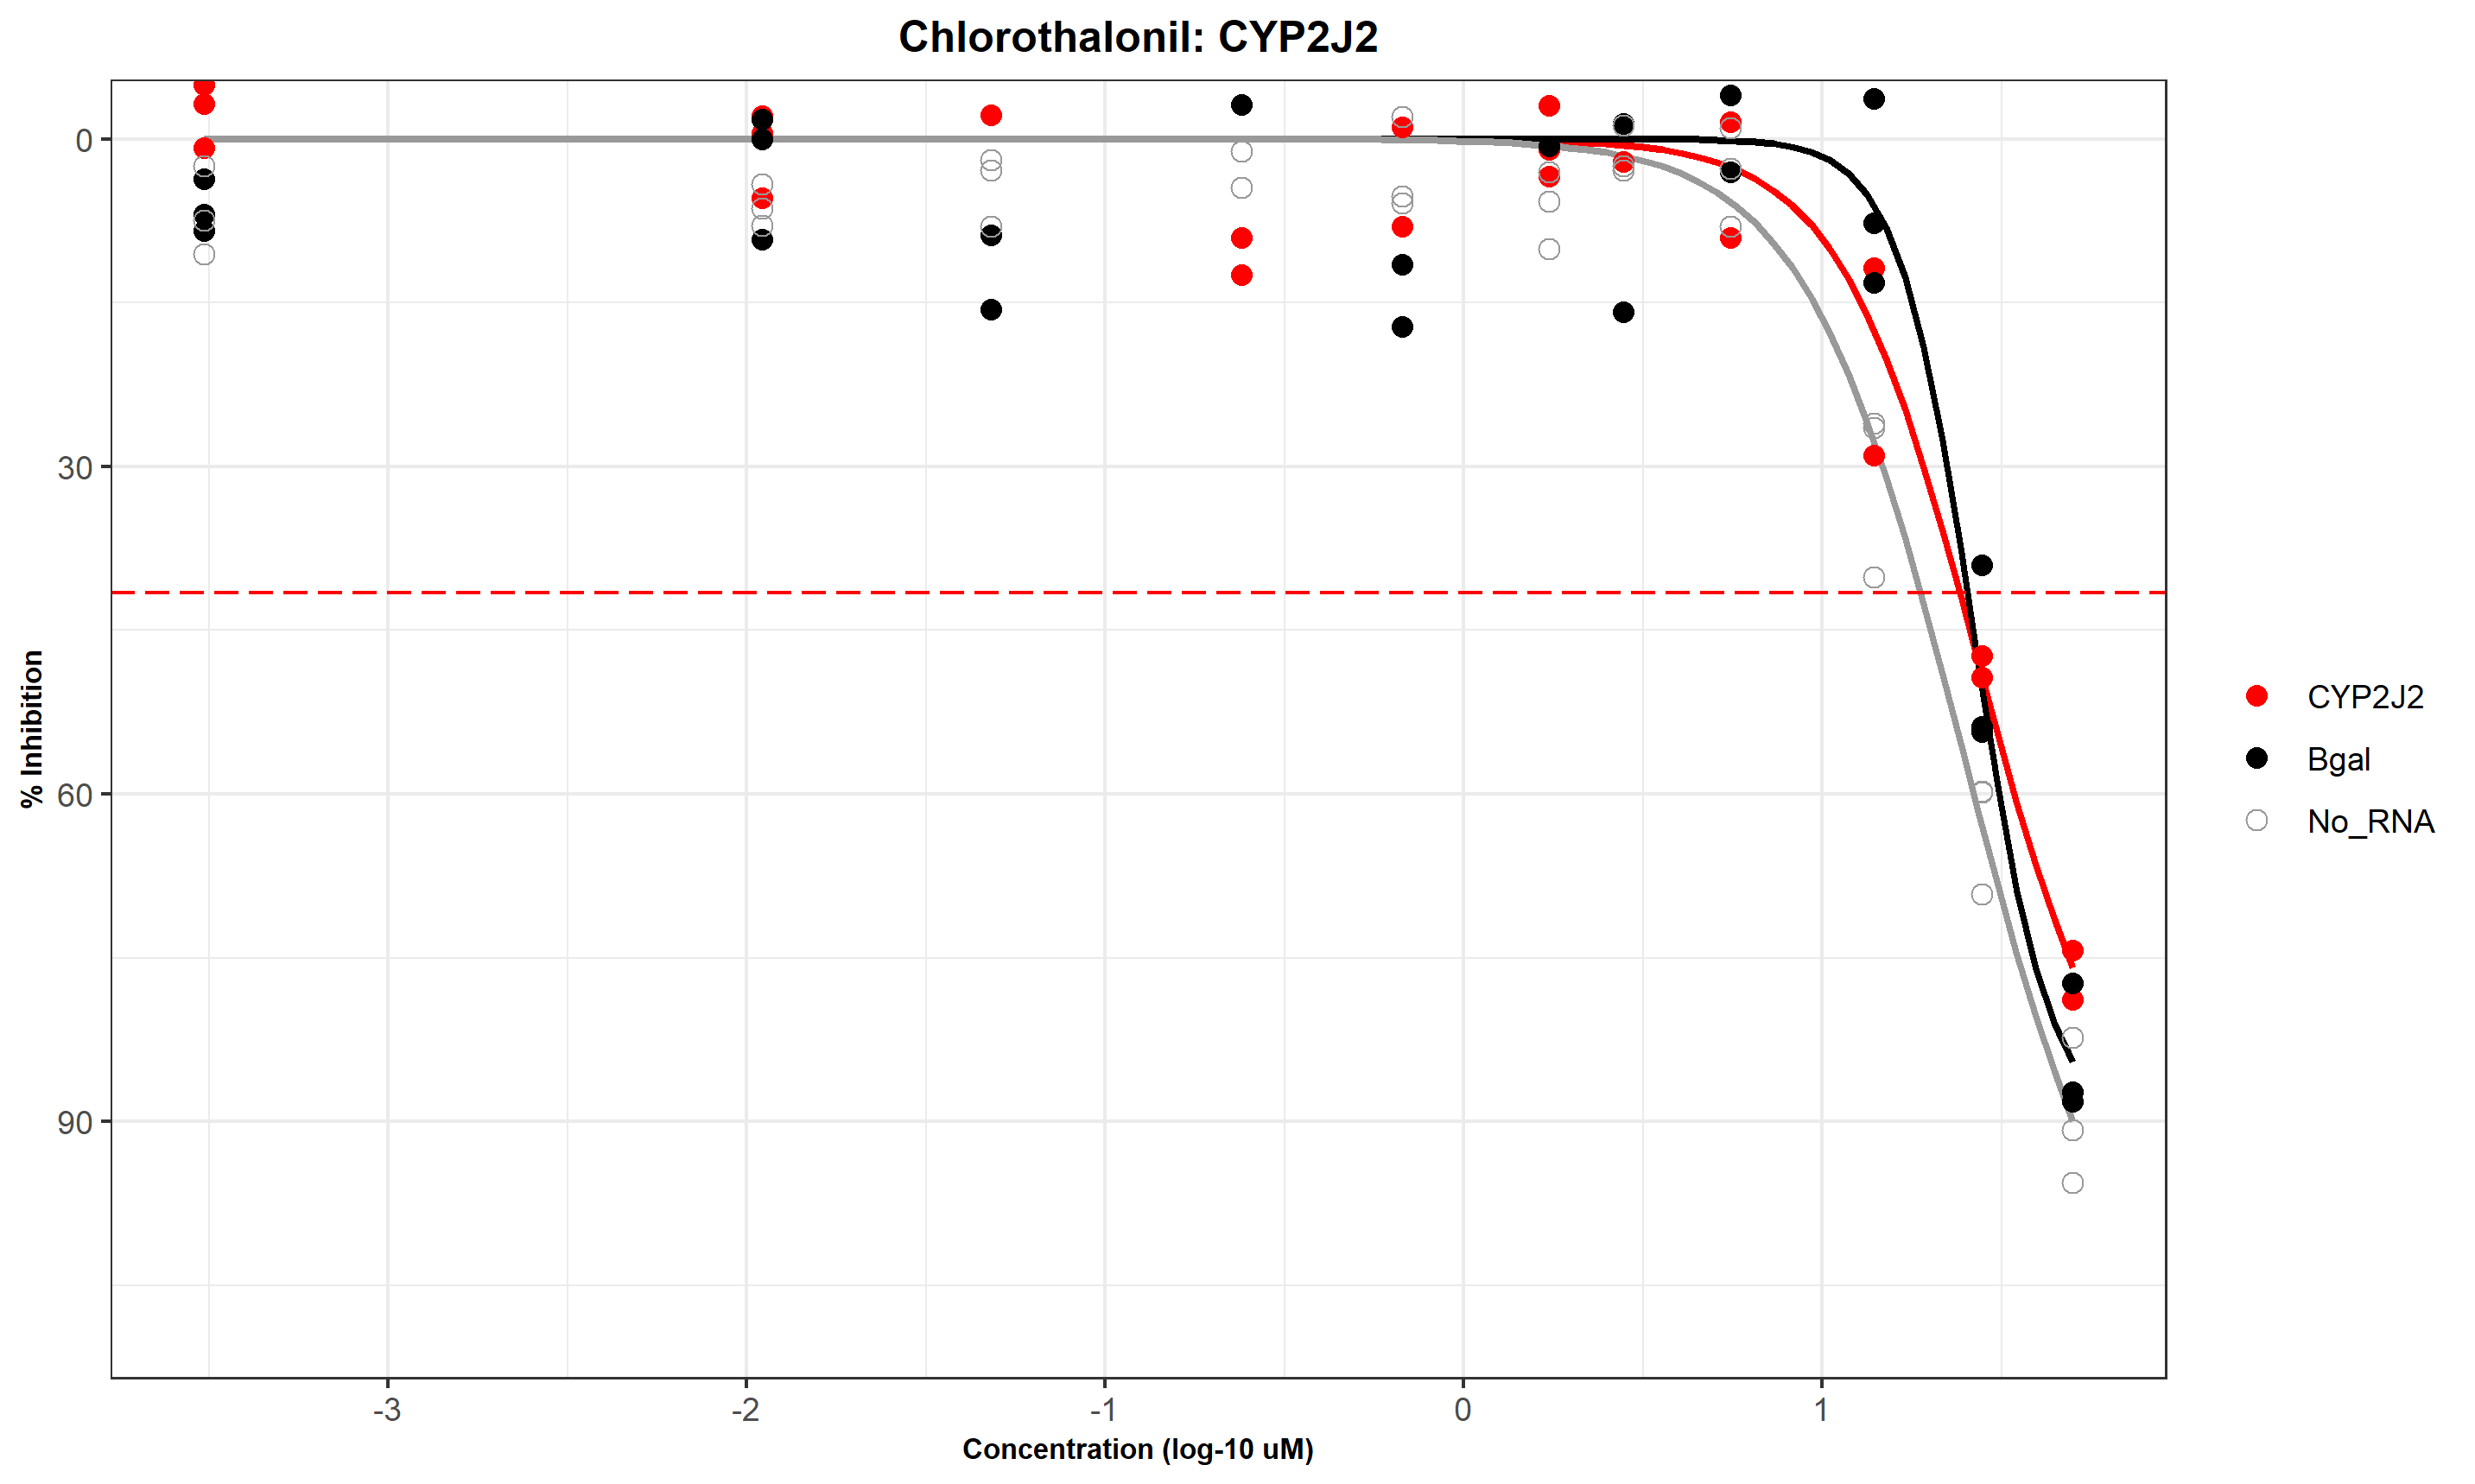 Chlorothalonil: CYP2J2
0
30
60
90
% Inhibition
-3
-2
-1
0
1
Concentration (log-10 uM)
CYP2J2
Bgal
No_RNA